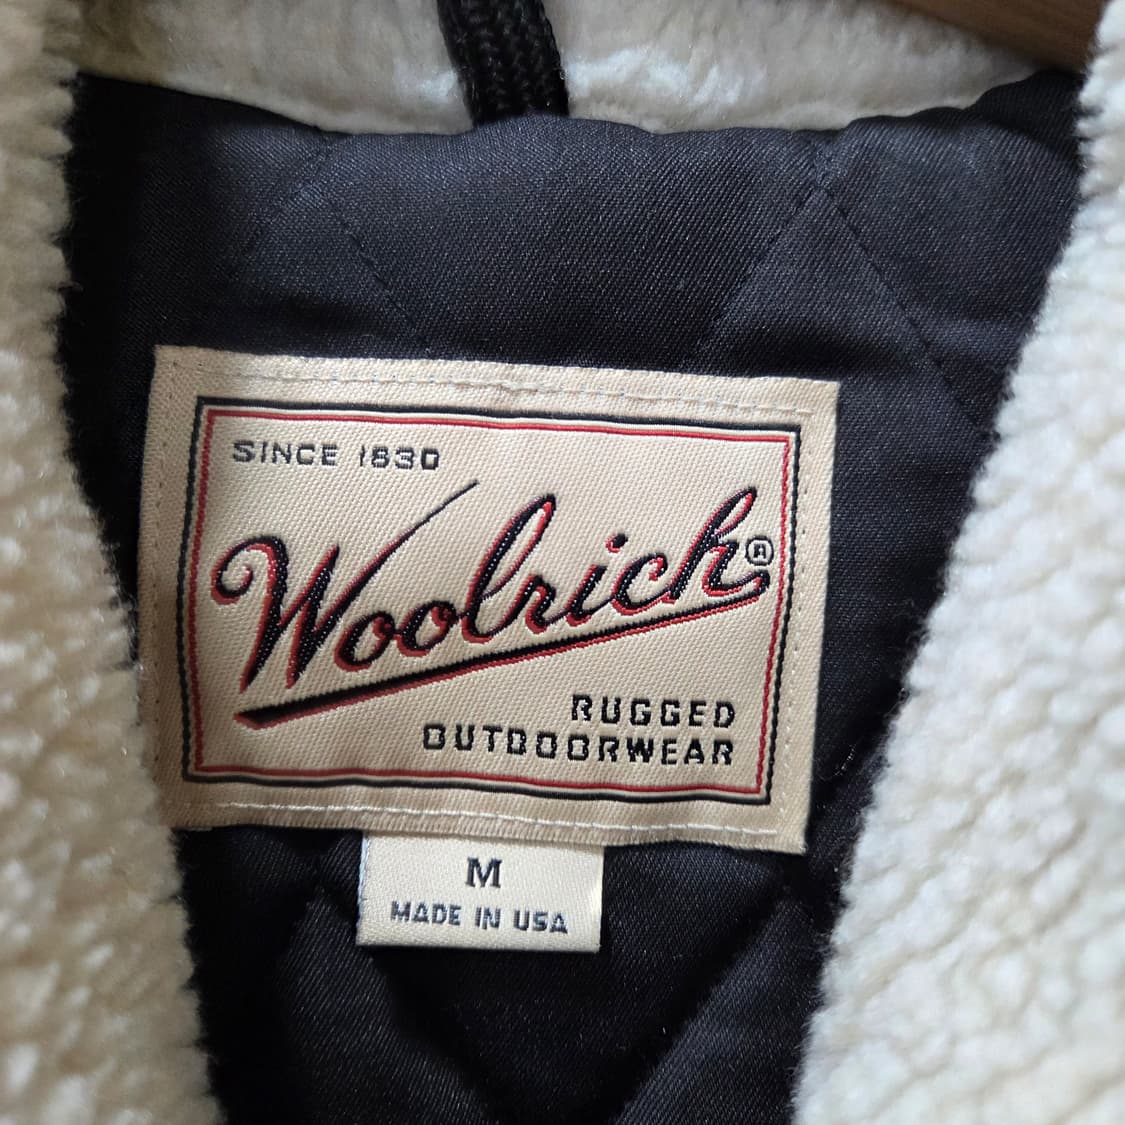 SINCE 1830
Woolrich®
RUGGED
OUTDOORWEAR
M
MADE IN USA